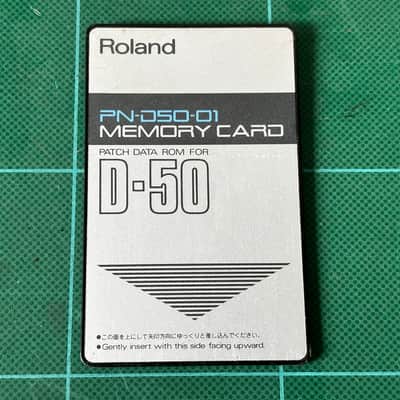 Roland
PN-D50-01
MEMORY CARD
PATCH DATA ROM FOR
D-50
●この面を上にして矢印方向にゆっくりと差し込んでください。
●Gently insert with this side facing upward.